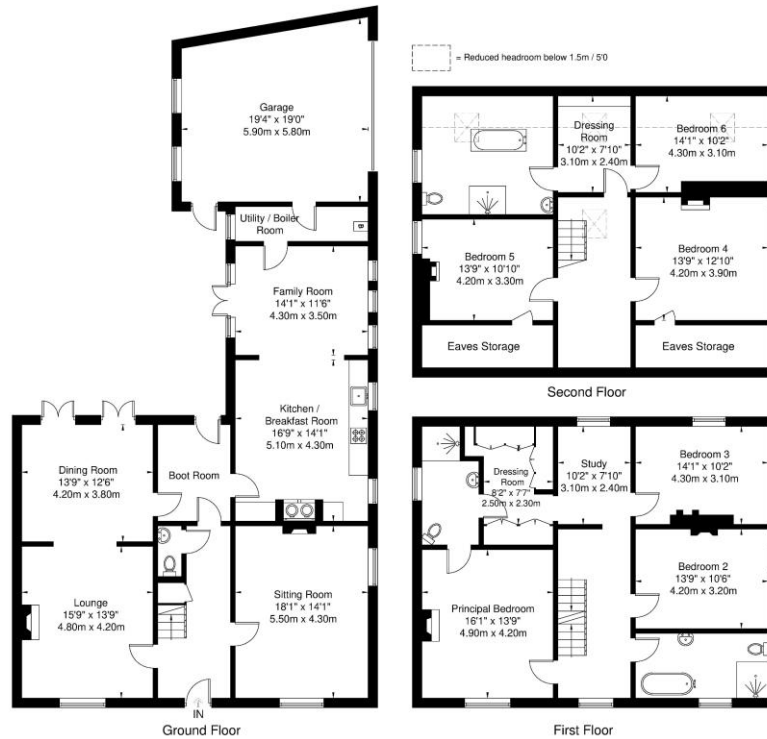 = Reduced headroom below 1.5m / 5'0
Garage
19'4" x 19'0"
5.90m x 5.80m
Utility / Boiler
Room
B
Family Room
14'1" x 11'6"
4.30m x 3.50m
Kitchen /
Breakfast Room
16'9" x 14'1"
5.10m x 4.30m
Dining Room
13'9" x 12'6"
4.20m x 3.80m
Boot Room
Lounge
15'9" x 13'9"
4.80m x 4.20m
Sitting Room
18'1" x 14'1"
5.50m x 4.30m
IN
Ground Floor
Dressing
Room
10'2" x 7'10"
3.10m x 2.40m
Bedroom 6
14'1" x 10'2"
4.30m x 3.10m
Bedroom 5
13'9" x 10'10"
4.20m x 3.30m
Bedroom 4
13'9" x 12'10"
4.20m x 3.90m
Eaves Storage
Eaves Storage
Second Floor
Dressing
Room
8'2" x 7'7"
2.50m x 2.30m
Study
10'2" x 7'10"
3.10m x 2.40m
Bedroom 3
14'1" x 10'2"
4.30m x 3.10m
Bedroom 2
13'9" x 10'6"
4.20m x 3.20m
Principal Bedroom
16'1" x 13'9"
4.90m x 4.20m
First Floor